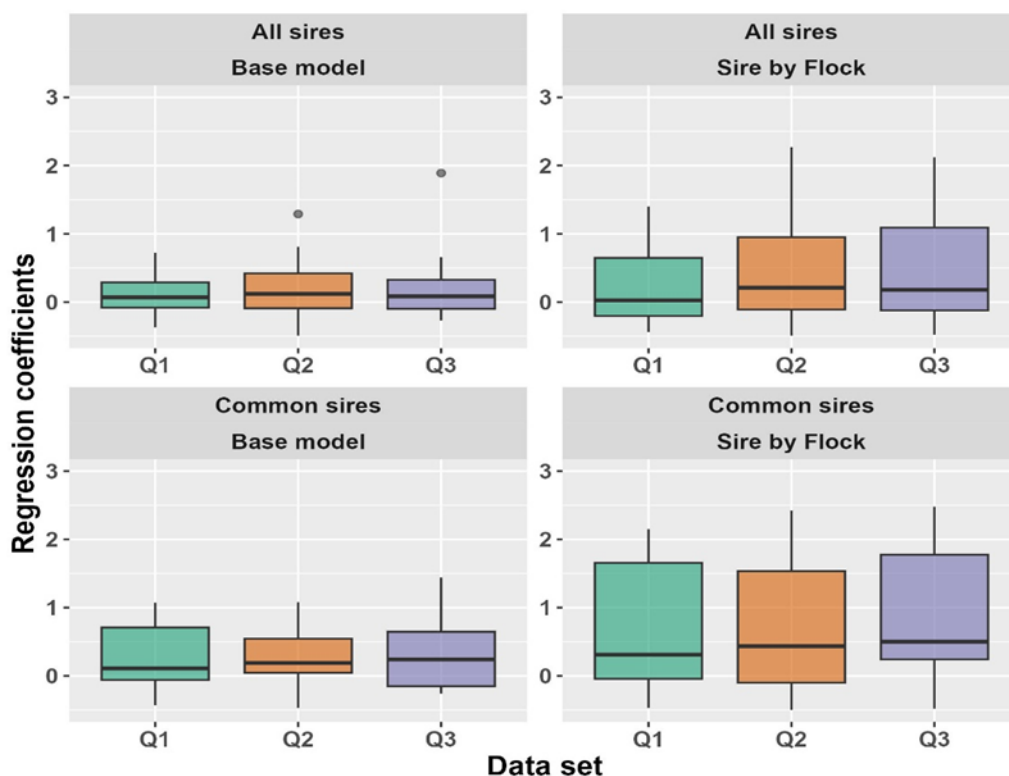 All sires
Base model
All sires
Sire by Flock
3
2
1
0
3
2
1
0
Q1
Q2
Q3
Q1
Q2
Q3
Regression coefficients
Common sires
Base model
Common sires
Sire by Flock
3
2
1
0
3
2
1
0
Q1
Q2
Q3
Q1
Q2
Q3
Data set